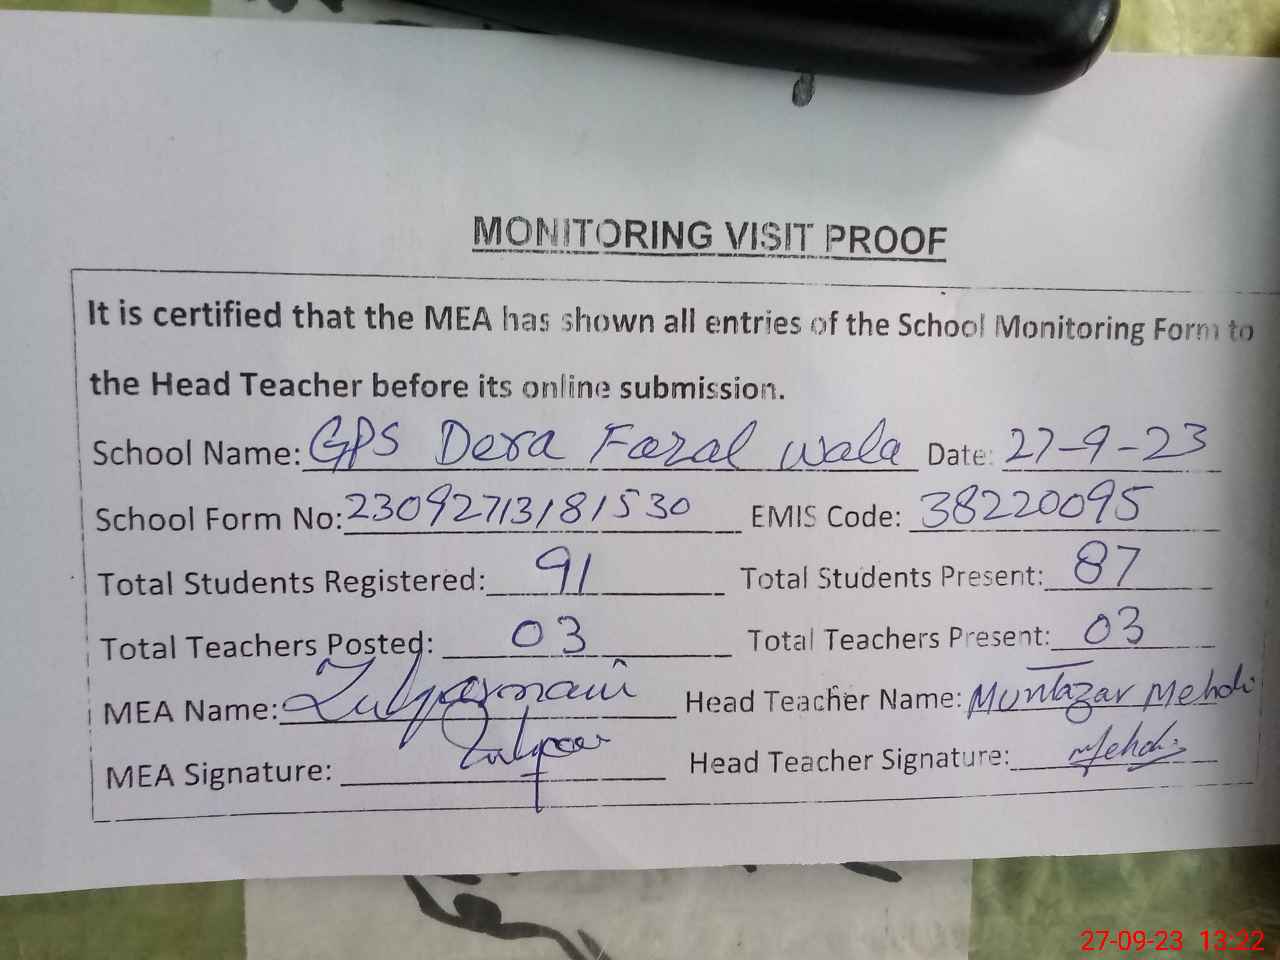 MONITORING VISIT PROOF
It is certified that the MEA has shown all entries of the School Monitoring Form to
the Head Teacher before its online submission.
School Name: GPS Dera Fazal wala Date: 27-9-23
School Form No: 23092713181530 EMIS Code: 38220095
Total Students Registered: 91 Total Students Present: 87
Total Teachers Posted: 03 Total Teachers Present: 03
MEA Name: Head Teacher Name: Muntazar Mehdi
MEA Signature: Head Teacher Signature: Mehdi
27-09-23 13:22